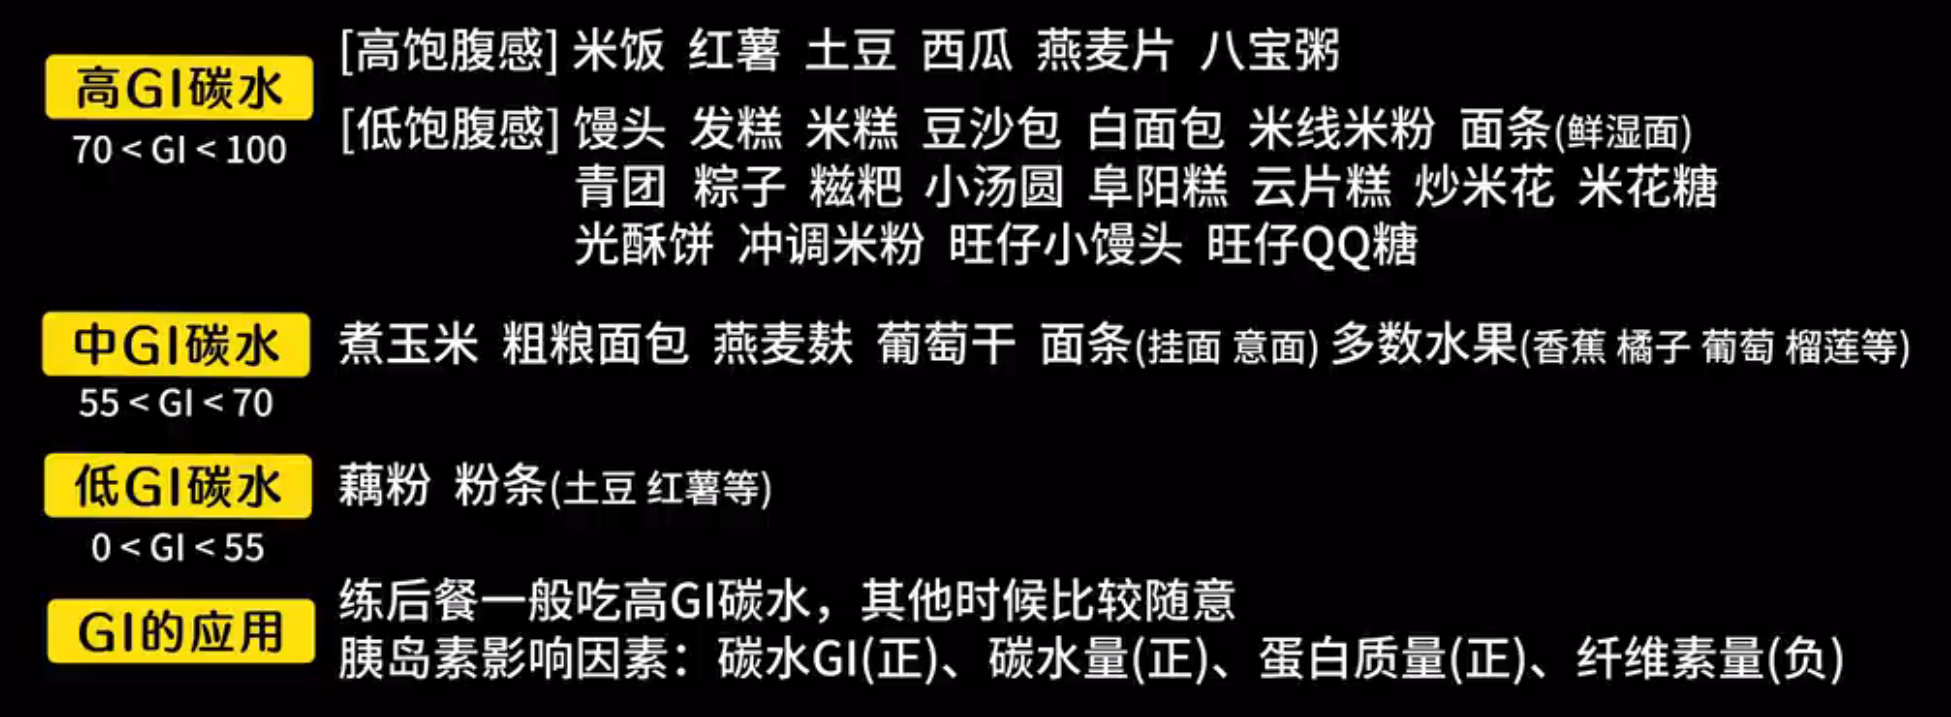 高GI碳水
70 < GI < 100
[高饱腹感] 米饭 红薯 土豆 西瓜 燕麦片 八宝粥
[低饱腹感] 馒头 发糕 米糕 豆沙包 白面包 米线米粉 面条(鲜湿面)
青团 粽子 糍粑 小汤圆 阜阳糕 云片糕 炒米花 米花糖
光酥饼 冲调米粉 旺仔小馒头 旺仔QQ糖
中GI碳水
55 < GI < 70
煮玉米 粗粮面包 燕麦麸 葡萄干 面条(挂面 意面) 多数水果(香蕉 橘子 葡萄 榴莲等)
低GI碳水
0 < GI < 55
藕粉 粉条(土豆 红薯等)
GI的应用
练后餐一般吃高GI碳水，其他时候比较随意
胰岛素影响因素：碳水GI(正)、碳水量(正)、蛋白质量(正)、纤维素量(负)